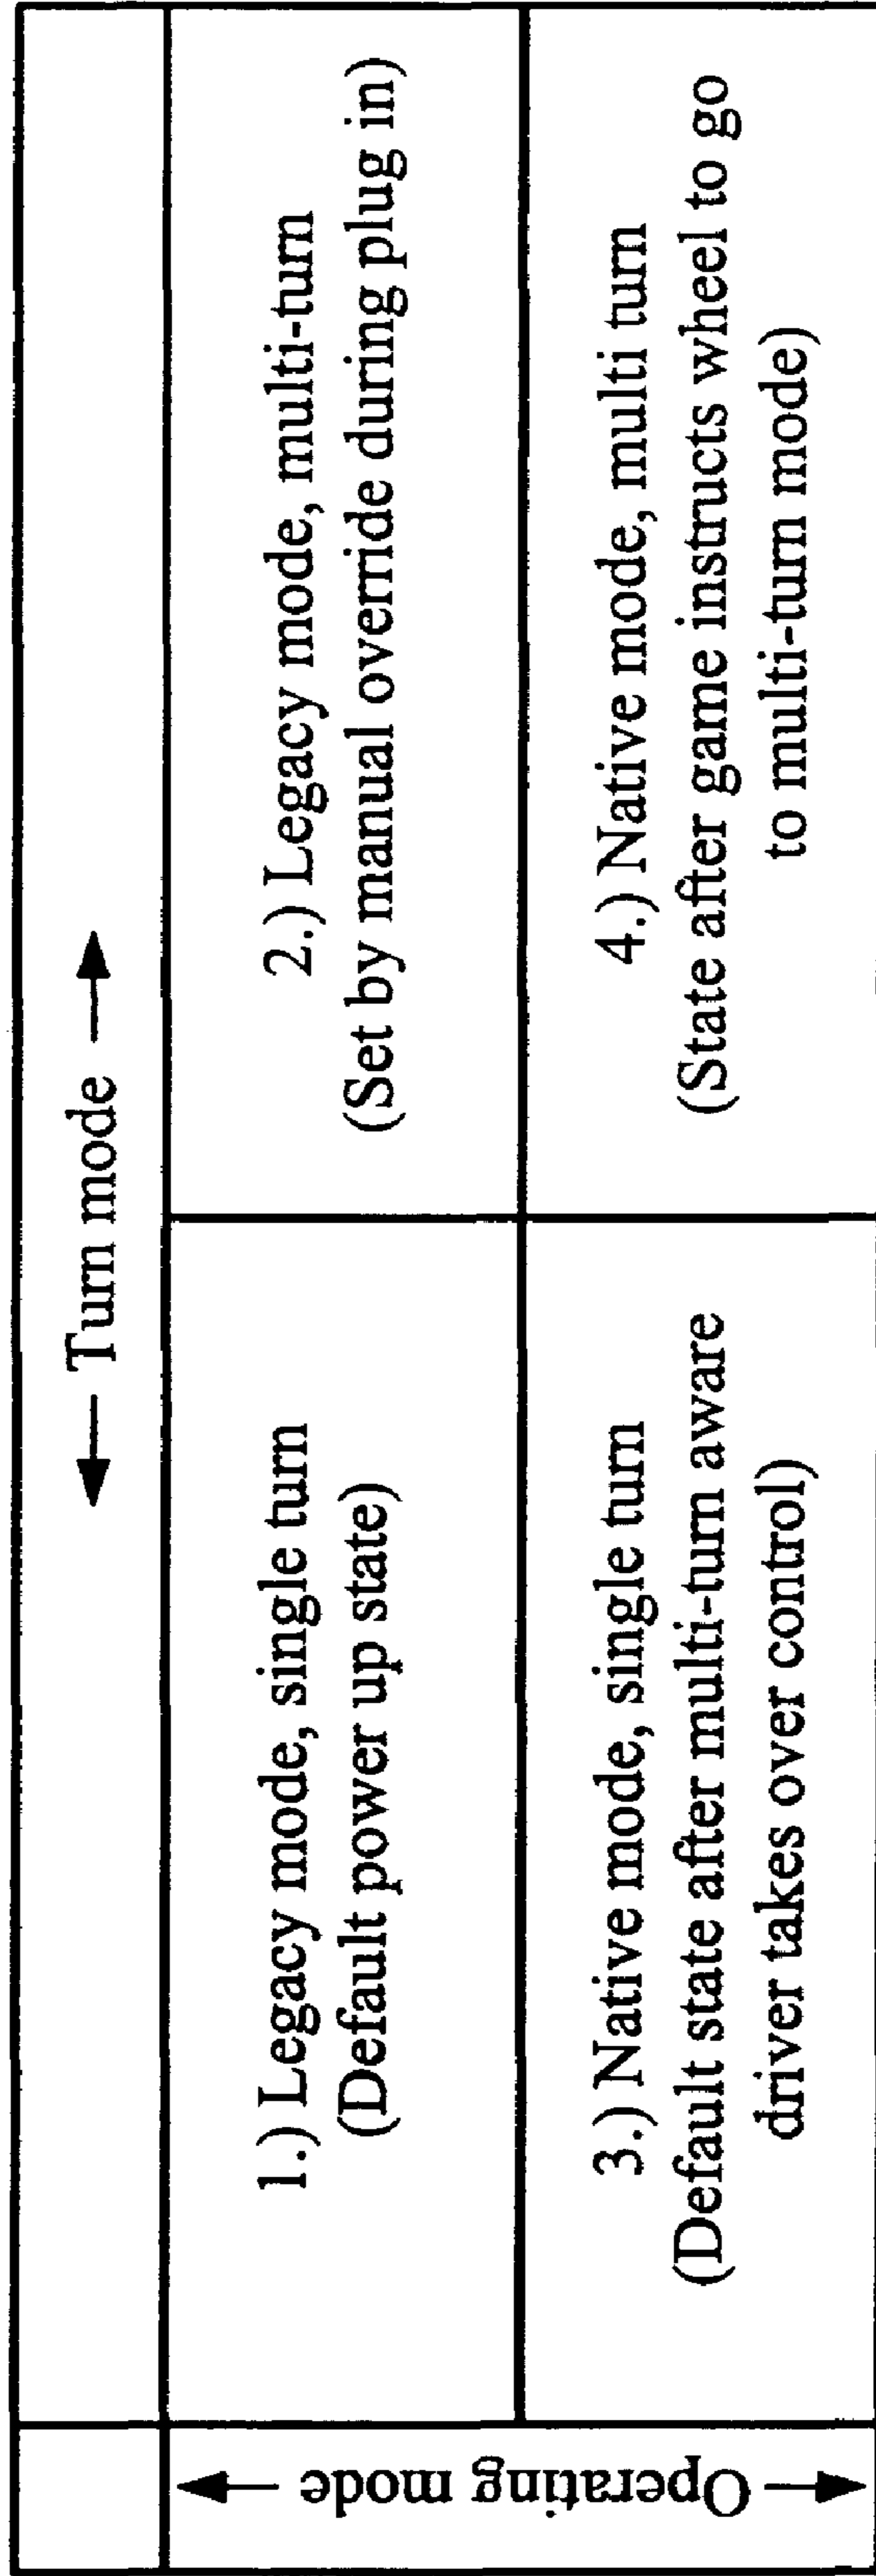 ← Turn mode →
← Operating mode →
1.) Legacy mode, single turn
(Default power up state)
2.) Legacy mode, multi-turn
(Set by manual override during plug in)
3.) Native mode, single turn
(Default state after multi-turn aware
driver takes over control)
4.) Native mode, multi turn
(State after game instructs wheel to go
to multi-turn mode)